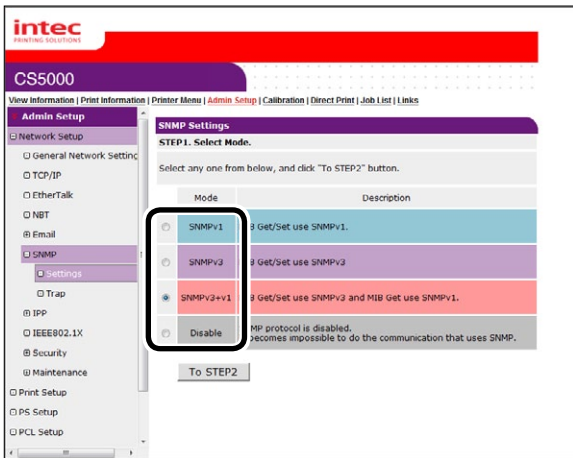 intec
PRINTING SOLUTIONS
CS5000
View Information | Print Information | Printer Menu | Admin Setup | Calibration | Direct Print | Job List | Links
Admin Setup
Network Setup
General Network Setting
TCP/IP
EtherTalk
NBT
Email
SNMP
Settings
Trap
IPP
IEEE802.1X
Security
Maintenance
Print Setup
PS Setup
PCL Setup
SNMP Settings
STEP1. Select Mode.
Select any one from below, and click "To STEP2" button.
Mode Description
SNMPv1 B Get/Set use SNMPv1.
SNMPv3 B Get/Set use SNMPv3
SNMPv3+v1 B Get/Set use SNMPv3 and MIB Get use SNMPv1.
Disable MP protocol is disabled.
becomes impossible to do the communication that uses SNMP.
To STEP2